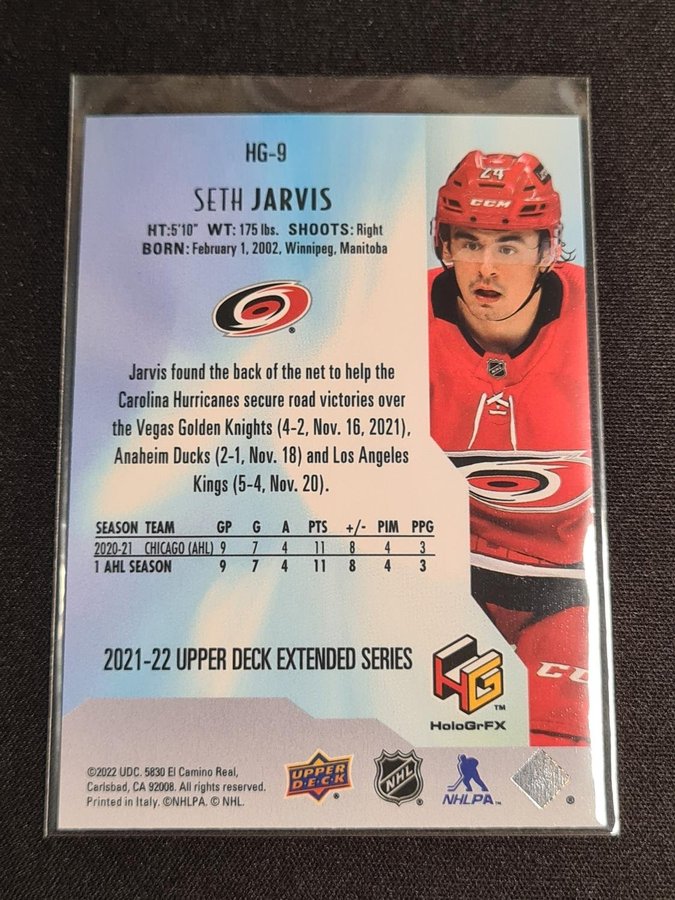 HG-9
SETH JARVIS
HT:5'10" WT: 175 lbs. SHOOTS: Right
BORN: February 1, 2002, Winnipeg, Manitoba
24
CCM
®
NHL
Jarvis found the back of the net to help the
Carolina Hurricanes secure road victories over
the Vegas Golden Knights (4-2, Nov. 16, 2021),
Anaheim Ducks (2-1, Nov. 18) and Los Angeles
Kings (5-4, Nov. 20).
SEASON TEAM GP G A PTS +/- PIM PPG
2020-21 CHICAGO (AHL) 9 7 4 11 8 4 3
1 AHL SEASON 9 7 4 11 8 4 3
2021-22 UPPER DECK EXTENDED SERIES
HG ™
HoloGrFX
CC
©2022 UDC. 5830 El Camino Real,
Carlsbad, CA 92008. All rights reserved.
Printed in Italy. ©NHLPA. © NHL.
UPPER DECK ®
NHL ®
NHLPA ™
®